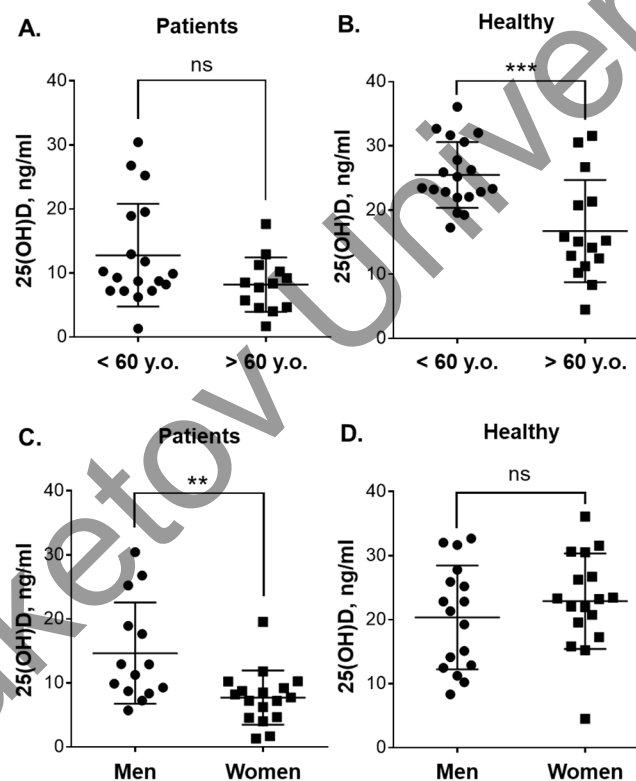 A.
Patients
ns
40
30
20
10
0
25(OH)D, ng/ml
< 60 y.o.
> 60 y.o.
B.
Healthy
***
40
30
20
10
0
25(OH)D, ng/ml
< 60 y.o.
> 60 y.o.
C.
Patients
**
40
30
20
10
0
25(OH)D, ng/ml
Men
Women
D.
Healthy
ns
40
30
20
10
0
25(OH)D, ng/ml
Men
Women